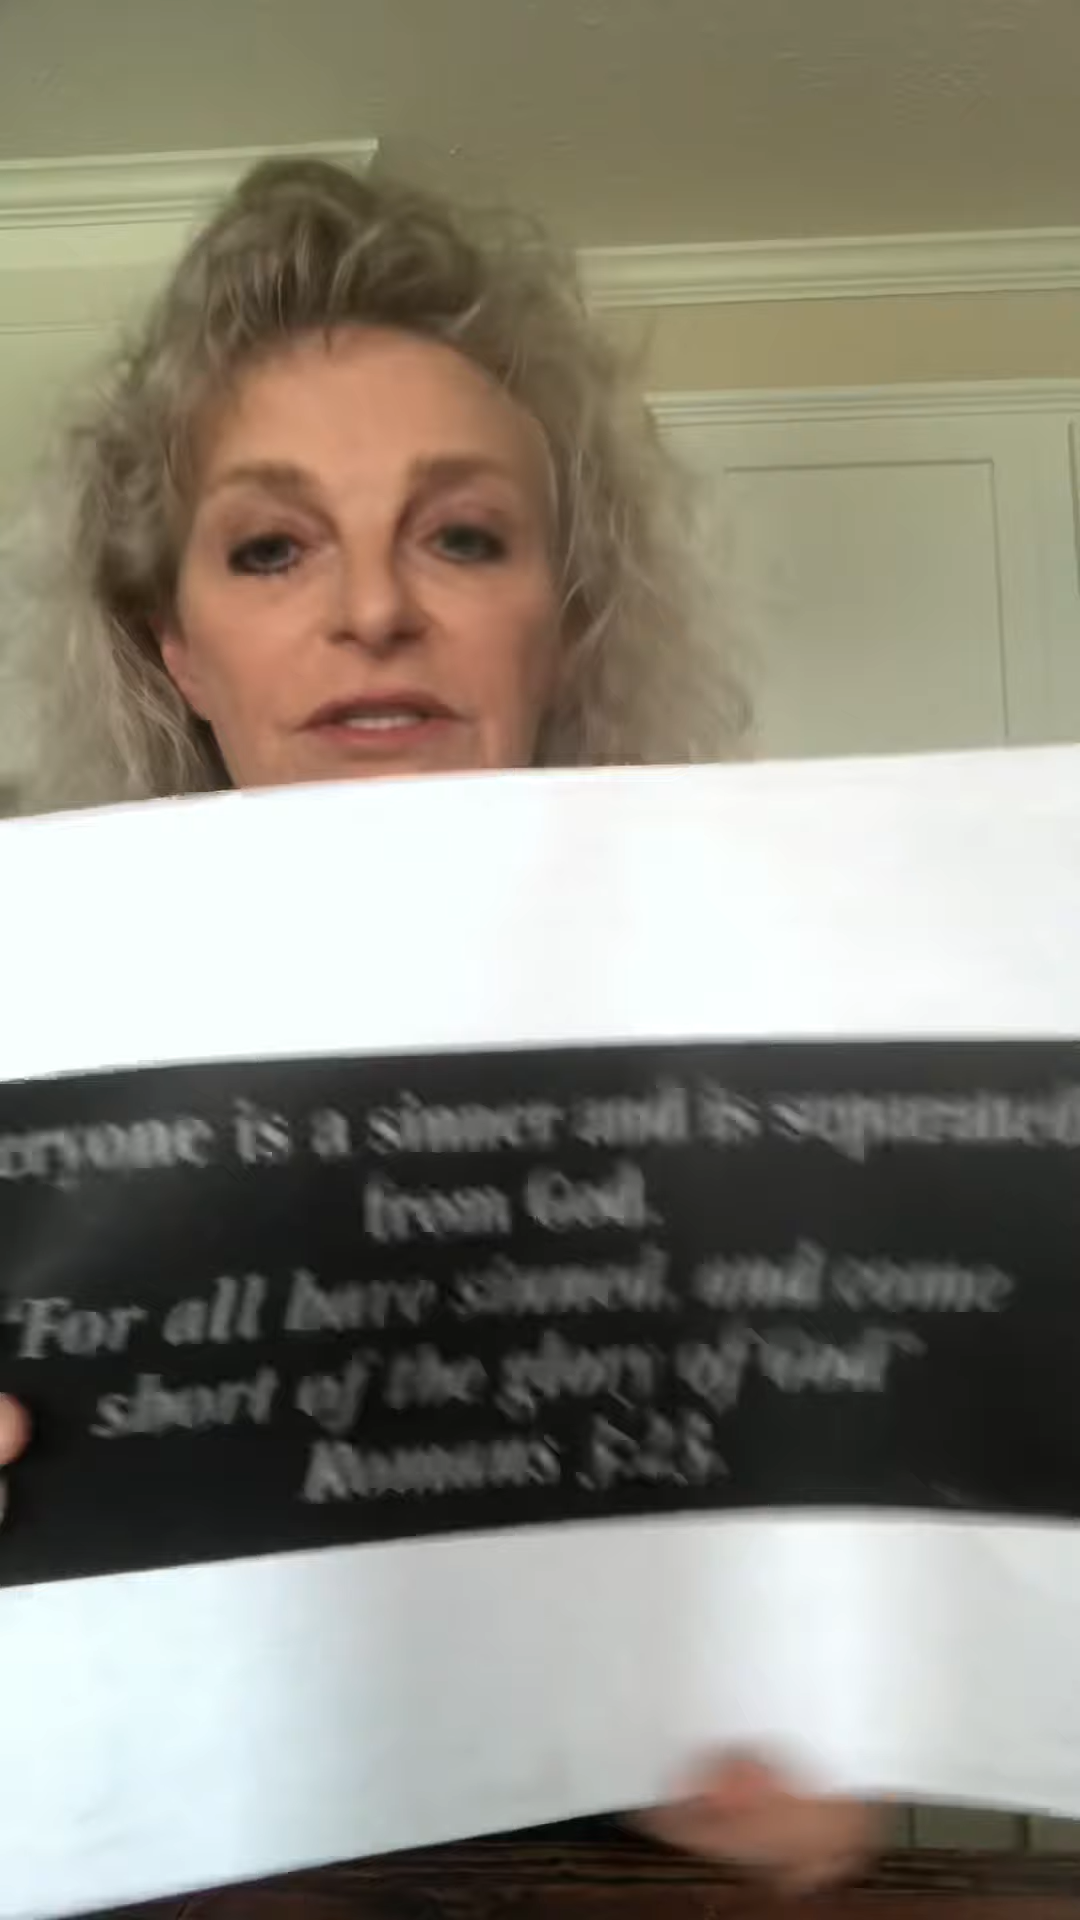 eryone is a sinner and is separated
from God.
"For all have sinned, and come
short of the glory of God"
Romans 3:23.